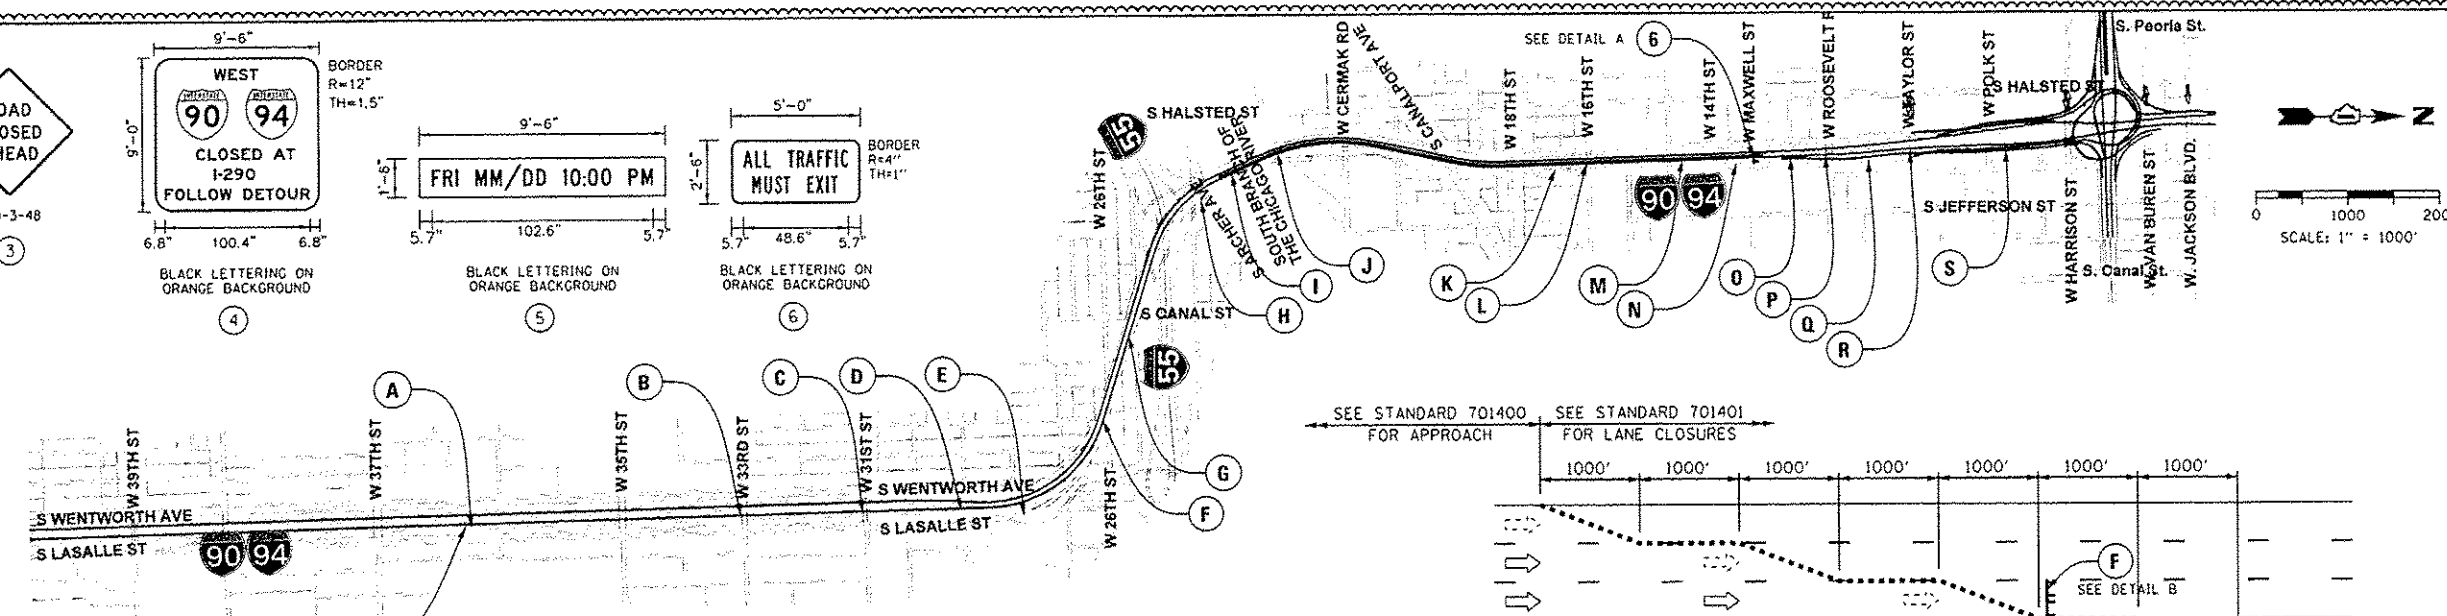 OAD
OSED
HEAD
-3-48
3
9'-6"
9'-0"
WEST
INTERSTATE
90
INTERSTATE
94
CLOSED AT
I-290
FOLLOW DETOUR
BORDER
R=12"
TH=1.5"
6.8"
100.4"
6.8"
BLACK LETTERING ON
ORANGE BACKGROUND
4
9'-6"
1'-6"
FRI MM/DD 10:00 PM
5.7"
102.6"
5.7"
BLACK LETTERING ON
ORANGE BACKGROUND
5
5'-0"
2'-6"
ALL TRAFFIC
MUST EXIT
BORDER
R=4"
TH=1"
5.7"
48.6"
5.7"
BLACK LETTERING ON
ORANGE BACKGROUND
6
SEE DETAIL A
6
55
S HALSTED ST
W 26TH ST
S ARCHER AVE
SOUTH BRANCH OF
THE CHICAGO RIVER
W CERMAK RD
S CANALPORT AVE
W 18TH ST
W 16TH ST
W 14TH ST
W MAXWELL ST
W ROOSEVELT R
W TAYLOR ST
W POLK ST
S HALSTED ST
S. Peoria St.
90
94
S JEFFERSON ST
W HARRISON ST
S. Canal St.
W. VAN BUREN ST
W. JACKSON BLVD.
N
0
1000
200
SCALE: 1" = 1000'
J
I
H
K
L
M
N
O
P
Q
R
S
S CANAL ST
55
A
B
C
D
E
G
F
W 39TH ST
W 37TH ST
W 35TH ST
W 33RD ST
W 31ST ST
W 26TH ST
S WENTWORTH AVE
S WENTWORTH AVE
S LASALLE ST
S LASALLE ST
90
94
SEE STANDARD 701400
FOR APPROACH
SEE STANDARD 701401
FOR LANE CLOSURES
1000'
1000'
1000'
1000'
1000'
1000'
1000'
F
SEE DETAIL B